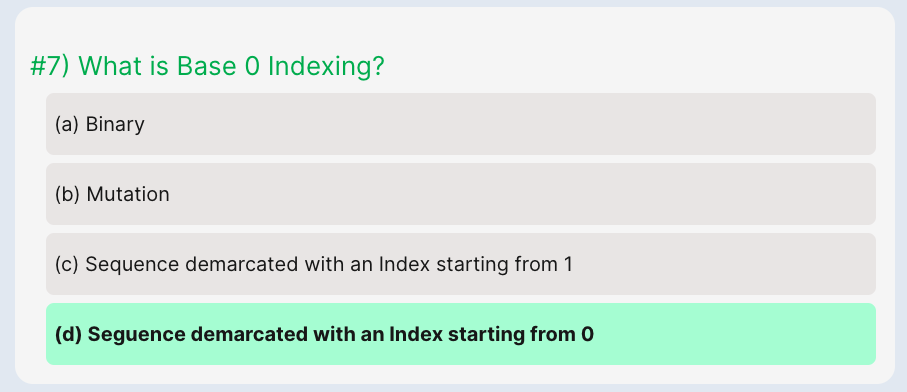 #7) What is Base 0 Indexing?
(a) Binary
(b) Mutation
(c) Sequence demarcated with an Index starting from 1
(d) Seguence demarcated with an Index starting from 0